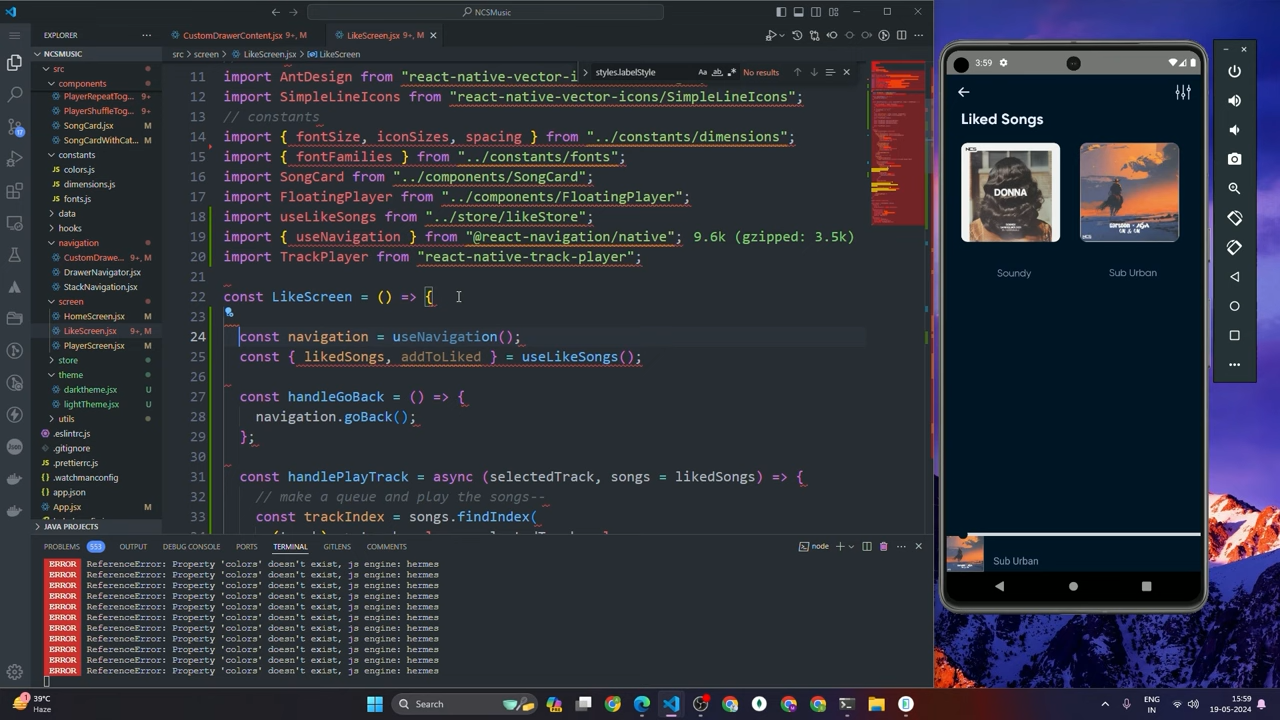 NCSMusic
EXPLORER
CustomDrawerContent.jsx 9+, M
LikeScreen.jsx 9+, M
NCSMUSIC
src > screen > LikeScreen.jsx > LikeScreen
src
components
PlayerRepeatTog...
PlayerShuffleTog...
SongCard.jsx M
SongCardWithCat... M
constants
colors.js
dimensions.js
fonts.js
data
hooks
navigation
CustomDrawe... 9+, M
DrawerNavigator.jsx
StackNavigation.jsx
screen
HomeScreen.jsx M
LikeScreen.jsx 9+, M
PlayerScreen.jsx M
store
theme
darktheme.jsx U
lightTheme.jsx U
utils
.eslintrc.js
.gitignore
.prettierrc.js
.watchmanconfig
app.json
App.jsx M
JAVA PROJECTS
styles.labelStyle
Aa ab No results
11 import AntDesign from "react-native-vector-i
12 import SimpleLineIcons from "react-native-vector-icons/SimpleLineIcons";
13 // constants
14 import { fontSize, iconSizes, spacing } from "../constants/dimensions";
15 import { fontFamilies } from "../constants/fonts";
16 import SongCard from "../components/SongCard";
17 import FloatingPlayer from "../components/FloatingPlayer";
18 import useLikeSongs from "../store/likeStore";
19 import { useNavigation } from "@react-navigation/native"; 9.6k (gzipped: 3.5k)
20 import TrackPlayer from "react-native-track-player";
21
22 const LikeScreen = () => {
23
24 const navigation = useNavigation();
25 const { likedSongs, addToLiked } = useLikeSongs();
26
27 const handleGoBack = () => {
28 navigation.goBack();
29 };
30
31 const handlePlayTrack = async (selectedTrack, songs = likedSongs) => {
32 // make a queue and play the songs--
33 const trackIndex = songs.findIndex(
PROBLEMS 553 OUTPUT DEBUG CONSOLE PORTS TERMINAL GITLENS COMMENTS
node
ERROR ReferenceError: Property 'colors' doesn't exist, js engine: hermes
ERROR ReferenceError: Property 'colors' doesn't exist, js engine: hermes
ERROR ReferenceError: Property 'colors' doesn't exist, js engine: hermes
ERROR ReferenceError: Property 'colors' doesn't exist, js engine: hermes
ERROR ReferenceError: Property 'colors' doesn't exist, js engine: hermes
ERROR ReferenceError: Property 'colors' doesn't exist, js engine: hermes
ERROR ReferenceError: Property 'colors' doesn't exist, js engine: hermes
ERROR ReferenceError: Property 'colors' doesn't exist, js engine: hermes
ERROR ReferenceError: Property 'colors' doesn't exist, js engine: hermes
ERROR ReferenceError: Property 'colors' doesn't exist, js engine: hermes
ERROR ReferenceError: Property 'colors' doesn't exist, js engine: hermes
3:59
Liked Songs
NCS
DONNA
Soundy
Sub Urban
Sub Urban
39°C
Haze
Search
ENG
IN
15:59
19-05-2024